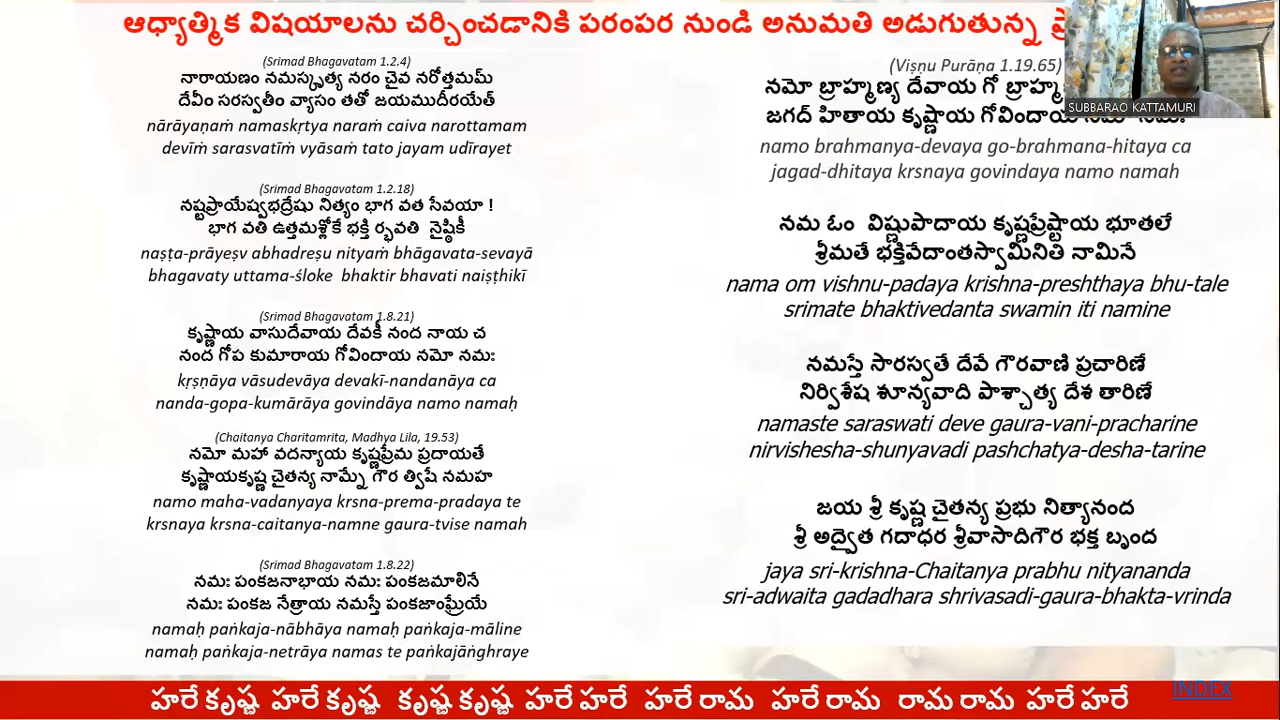 ఆధ్యాత్మిక విషయాలను చర్చించడానికి పరంపర నుండి అనుమతి అడుగుతున్న
(Srimad Bhagavatam 1.2.4)
నారాయణం నమస్కృత్య నరం చైవ నరోత్తమమ్
దేవీం సరస్వతీం వ్యాసం తతో జయముదీరయేత్
nārāyaṇaṁ namaskṛtya naraṁ caiva narottamam
devīṁ sarasvatīṁ vyāsaṁ tato jayam udīrayet
(Srimad Bhagavatam 1.2.18)
నష్టప్రాయేష్వభద్రేషు నిత్యం భాగ వత సేవయా !
భాగ వతి ఉత్తమశ్లోకే భక్తి ర్భవతి నైష్ఠికీ
naṣṭa-prāyeṣv abhadreṣu nityaṁ bhāgavata-sevayā
bhagavaty uttama-śloke bhaktir bhavati naiṣṭhikī
(Srimad Bhagavatam 1.8.21)
కృష్ణాయ వాసుదేవాయ దేవకీ నంద నాయ చ
నంద గోప కుమారాయ గోవిందాయ నమో నమః
kṛṣṇāya vāsudevāya devakī-nandanāya ca
nanda-gopa-kumārāya govindāya namo namaḥ
(Chaitanya Charitamrita, Madhya Lila, 19.53)
నమో మహా వదన్యాయ కృష్ణప్రేమ ప్రదాయతే
కృష్ణాయకృష్ణ చైతన్య నామ్నే గౌర త్విషే నమహ
namo maha-vadanyaya krsna-prema-pradaya te
krsnaya krsna-caitanya-namne gaura-tvise namah
(Srimad Bhagavatam 1.8.22)
నమః పంకజనాభాయ నమః పంకజమాలినే
నమః పంకజ నేత్రాయ నమస్తే పంకజాంఘ్రేయే
namaḥ paṅkaja-nābhāya namaḥ paṅkaja-māline
namaḥ paṅkaja-netrāya namas te paṅkajāṅghraye
SUBBARAO KATTAMURI
(Viṣṇu Purāṇa 1.19.65)
నమో బ్రాహ్మణ్య దేవాయ గో
జగద్ హితాయ కృష్ణాయ గోవిందాయ
namo brahmanya-devaya go-brahmana-hitaya ca
jagad-dhitaya krsnaya govindaya namo namah
నమ ఓం విష్ణుపాదాయ కృష్ణప్రేష్టాయ భూతలే
శ్రీమతే భక్తివేదాంతస్వామినితి నామినే
nama om vishnu-padaya krishna-preshthaya bhu-tale
srimate bhaktivedanta swamin iti namine
నమస్తే సారస్వతే దేవే గౌరవాణి ప్రచారిణే
నిర్విశేష శూన్యవాది పాశ్చాత్య దేశ తారిణే
namaste saraswati deve gaura-vani-pracharine
nirvishesha-shunyavadi pashchatya-desha-tarine
జయ శ్రీ కృష్ణ చైతన్య ప్రభు నిత్యానంద
శ్రీ అద్వైత గదాధర శ్రీవాసాదిగౌర భక్త బృంద
jaya sri-krishna-Chaitanya prabhu nityananda
sri-adwaita gadadhara shrivasadi-gaura-bhakta-vrinda
హరే కృష్ణ హరే కృష్ణ కృష్ణ కృష్ణ హరే హరే హరే రామ హరే రామ రామ రామ హరే హరే
INDEX